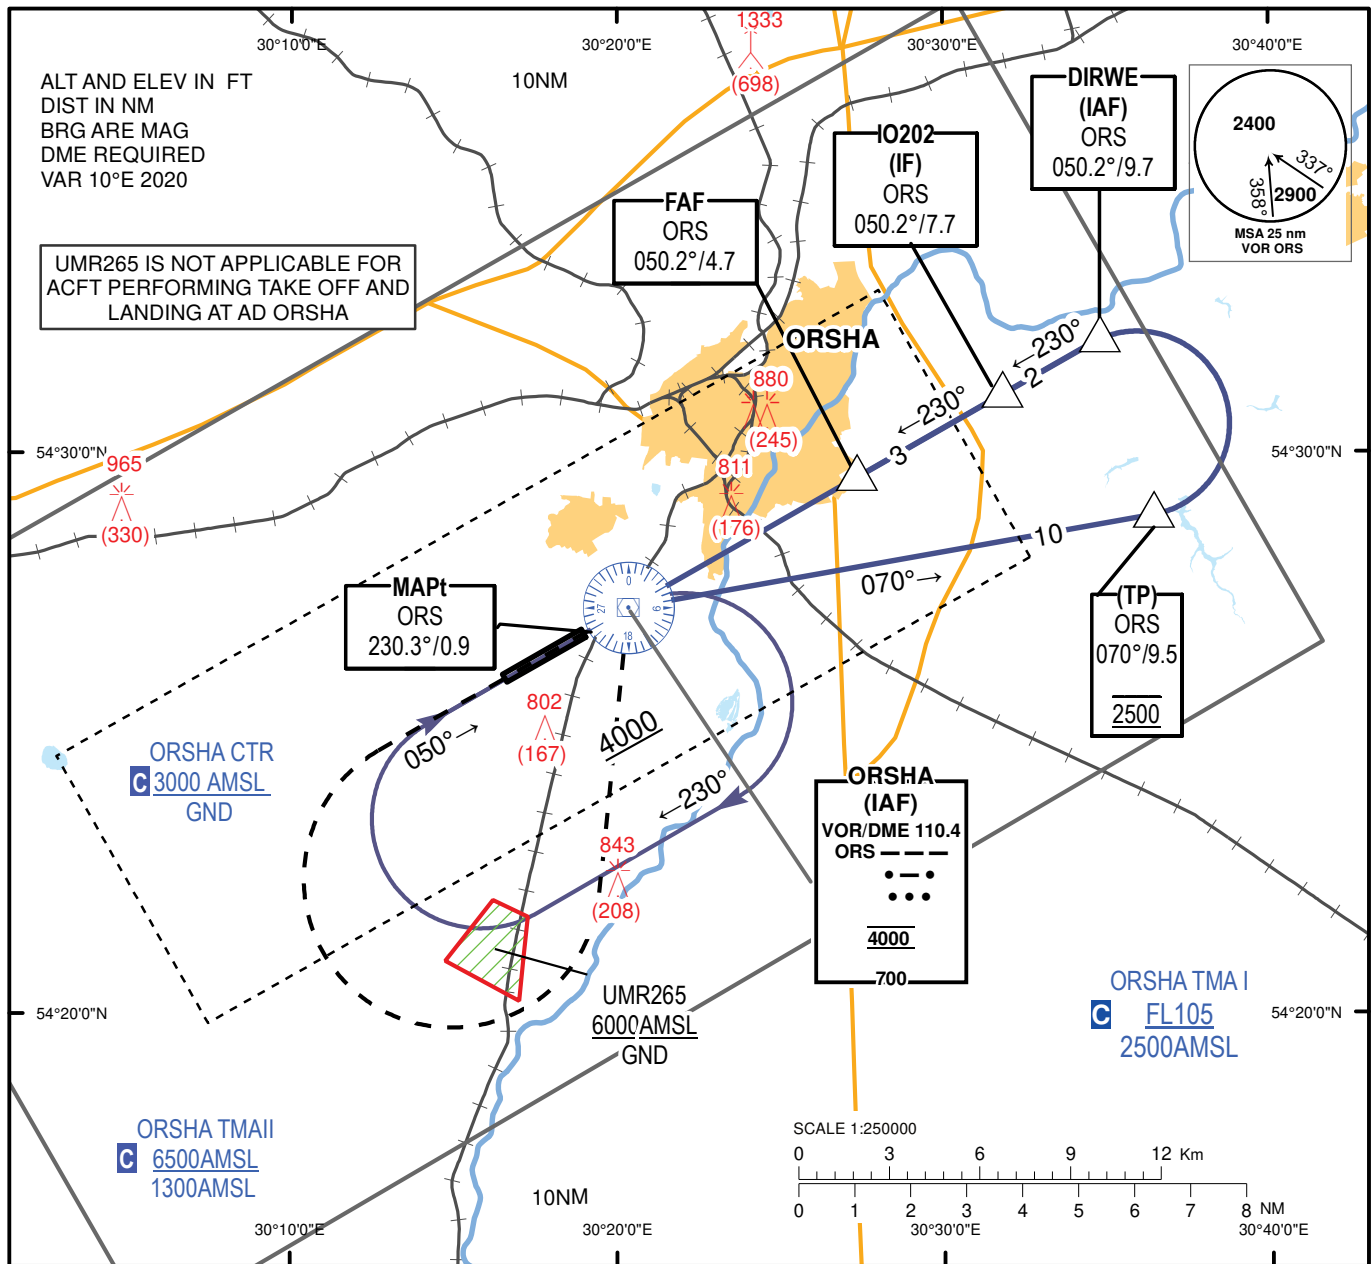 30°10'0"E
30°20'0"E
30°30'0"E
30°40'0"E
ALT AND ELEV IN FT
DIST IN NM
BRG ARE MAG
DME REQUIRED
VAR 10°E 2020
10NM
1333
(698)
DIRWE
(IAF)
ORS
050.2°/9.7
IO202
(IF)
ORS
050.2°/7.7
FAF
ORS
050.2°/4.7
2400
337°
358°
2900
MSA 25 nm
VOR ORS
UMR265 IS NOT APPLICABLE FOR
ACFT PERFORMING TAKE OFF AND
LANDING AT AD ORSHA
ORSHA
←230°
2
←230°
3
880
(245)
811
(176)
54°30'0"N
54°30'0"N
965
(330)
10
070°→
0
9
18
27
MAPt
ORS
230.3°/0.9
(TP)
ORS
070°/9.5
2500
802
(167)
4000
050°→
←230°
ORSHA CTR
C 3000 AMSL
GND
ORSHA
(IAF)
VOR/DME 110.4
ORS — — —
• — •
• • •
4000
700
843
(208)
UMR265
6000AMSL
GND
54°20'0"N
54°20'0"N
ORSHA TMA I
C FL105
2500AMSL
ORSHA TMAII
C 6500AMSL
1300AMSL
10NM
SCALE 1:250000
0 3 6 9 12 Km
0 1 2 3 4 5 6 7 8 NM
30°10'0"E
30°20'0"E
30°30'0"E
30°40'0"E